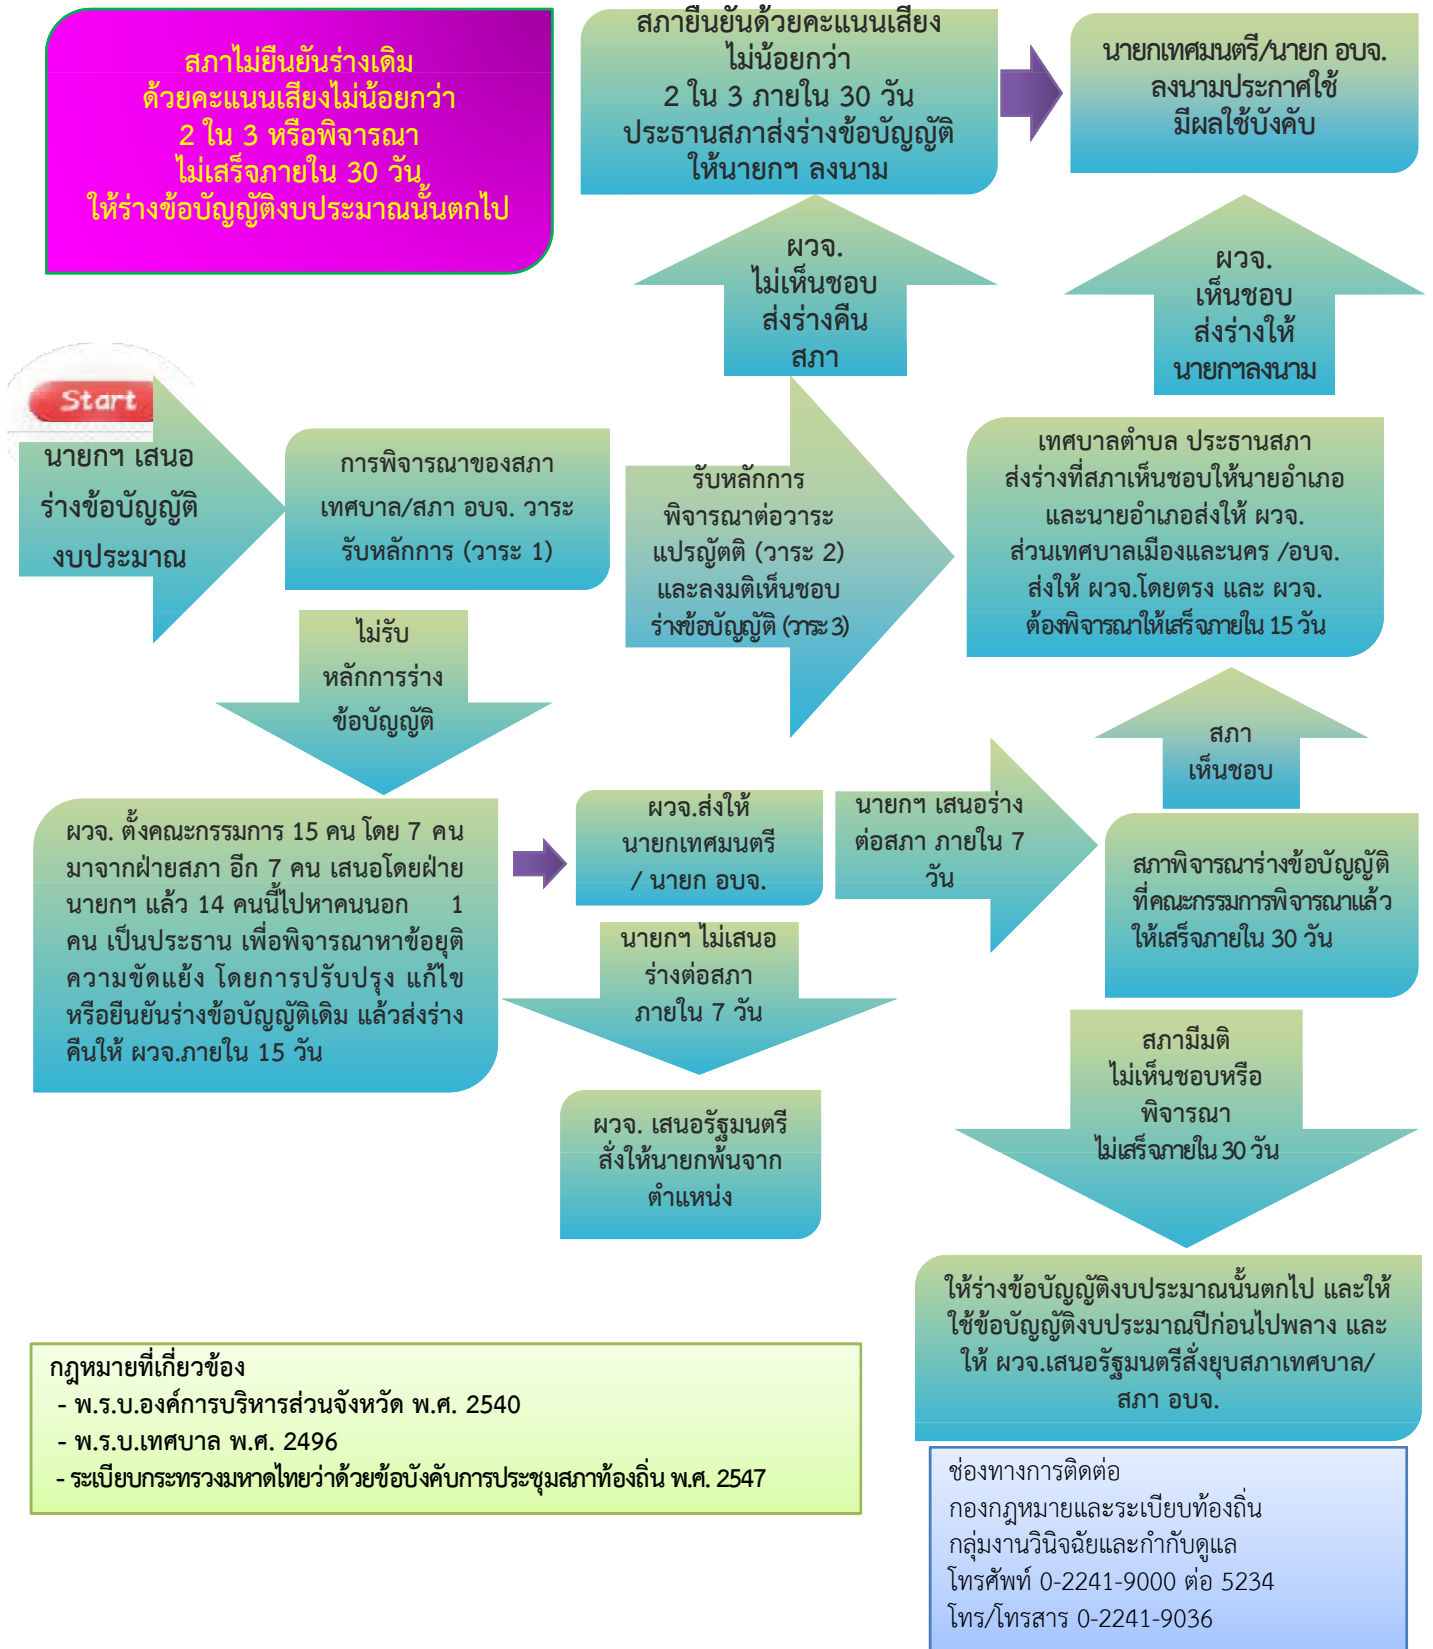 สภาไม่ยืนยันร่างเดิม
ด้วยคะแนนเสียงไม่น้อยกว่า
2 ใน 3 หรือพิจารณา
ไม่เสร็จภายใน 30 วัน
ให้ร่างข้อบัญญัติงบประมาณนั้นตกไป
สภายืนยันด้วยคะแนนเสียง
ไม่น้อยกว่า
2 ใน 3 ภายใน 30 วัน
ประธานสภาส่งร่างข้อบัญญัติ
ให้นายกฯ ลงนาม
นายกเทศมนตรี/นายก อบจ.
ลงนามประกาศใช้
มีผลใช้บังคับ
ผวจ.
ไม่เห็นชอบ
ส่งร่างคืน
สภา
ผวจ.
เห็นชอบ
ส่งร่างให้
นายกฯลงนาม
Start
นายกฯ เสนอ
ร่างข้อบัญญัติ
งบประมาณ
การพิจารณาของสภา
เทศบาล/สภา อบจ. วาระ
รับหลักการ (วาระ 1)
รับหลักการ
พิจารณาต่อวาระ
แปรญัตติ (วาระ 2)
และลงมติเห็นชอบ
ร่างข้อบัญญัติ (วาระ 3)
เทศบาลตำบล ประธานสภา
ส่งร่างที่สภาเห็นชอบให้นายอำเภอ
และนายอำเภอส่งให้ ผวจ.
ส่วนเทศบาลเมืองและนคร /อบจ.
ส่งให้ ผวจ.โดยตรง และ ผวจ.
ต้องพิจารณาให้เสร็จภายใน 15 วัน
ไม่รับ
หลักการร่าง
ข้อบัญญัติ
สภา
เห็นชอบ
ผวจ. ตั้งคณะกรรมการ 15 คน โดย 7 คน
มาจากฝ่ายสภา อีก 7 คน เสนอโดยฝ่าย
นายกฯ แล้ว 14 คนนี้ไปหาคนนอก 1
คน เป็นประธาน เพื่อพิจารณาหาข้อยุติ
ความขัดแย้ง โดยการปรับปรุง แก้ไข
หรือยืนยันร่างข้อบัญญัติเดิม แล้วส่งร่าง
คืนให้ ผวจ.ภายใน 15 วัน
ผวจ.ส่งให้
นายกเทศมนตรี
/ นายก อบจ.
นายกฯ เสนอร่าง
ต่อสภา ภายใน 7
วัน
สภาพิจารณาร่างข้อบัญญัติ
ที่คณะกรรมการพิจารณาแล้ว
ให้เสร็จภายใน 30 วัน
นายกฯ ไม่เสนอ
ร่างต่อสภา
ภายใน 7 วัน
สภามีมติ
ไม่เห็นชอบหรือ
พิจารณา
ไม่เสร็จภายใน 30 วัน
ผวจ. เสนอรัฐมนตรี
สั่งให้นายกพ้นจาก
ตำแหน่ง
ให้ร่างข้อบัญญัติงบประมาณนั้นตกไป และให้
ใช้ข้อบัญญัติงบประมาณปีก่อนไปพลาง และ
ให้ ผวจ.เสนอรัฐมนตรีสั่งยุบสภาเทศบาล/
สภา อบจ.
กฎหมายที่เกี่ยวข้อง
- พ.ร.บ.องค์การบริหารส่วนจังหวัด พ.ศ. 2540
- พ.ร.บ.เทศบาล พ.ศ. 2496
- ระเบียบกระทรวงมหาดไทยว่าด้วยข้อบังคับการประชุมสภาท้องถิ่น พ.ศ. 2547
ช่องทางการติดต่อ
กองกฎหมายและระเบียบท้องถิ่น
กลุ่มงานวินิจฉัยและกำกับดูแล
โทรศัพท์ 0-2241-9000 ต่อ 5234
โทร/โทรสาร 0-2241-9036